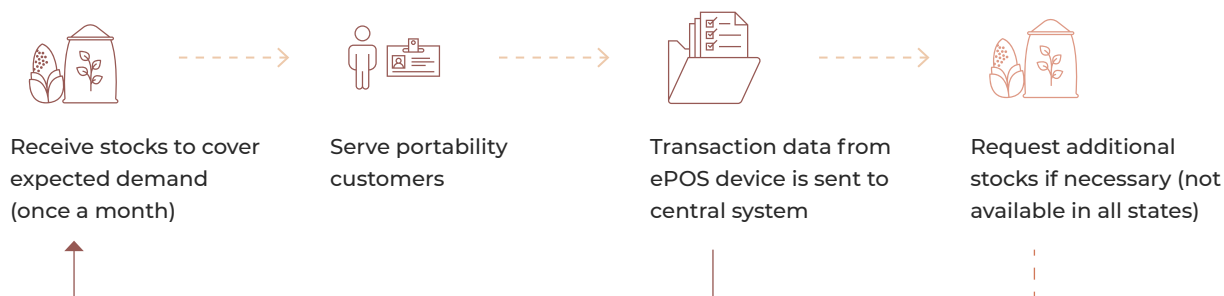 Receive stocks to cover
expected demand
(once a month)
Serve portability
customers
Transaction data from
ePOS device is sent to
central system
Request additional
stocks if necessary (not
available in all states)